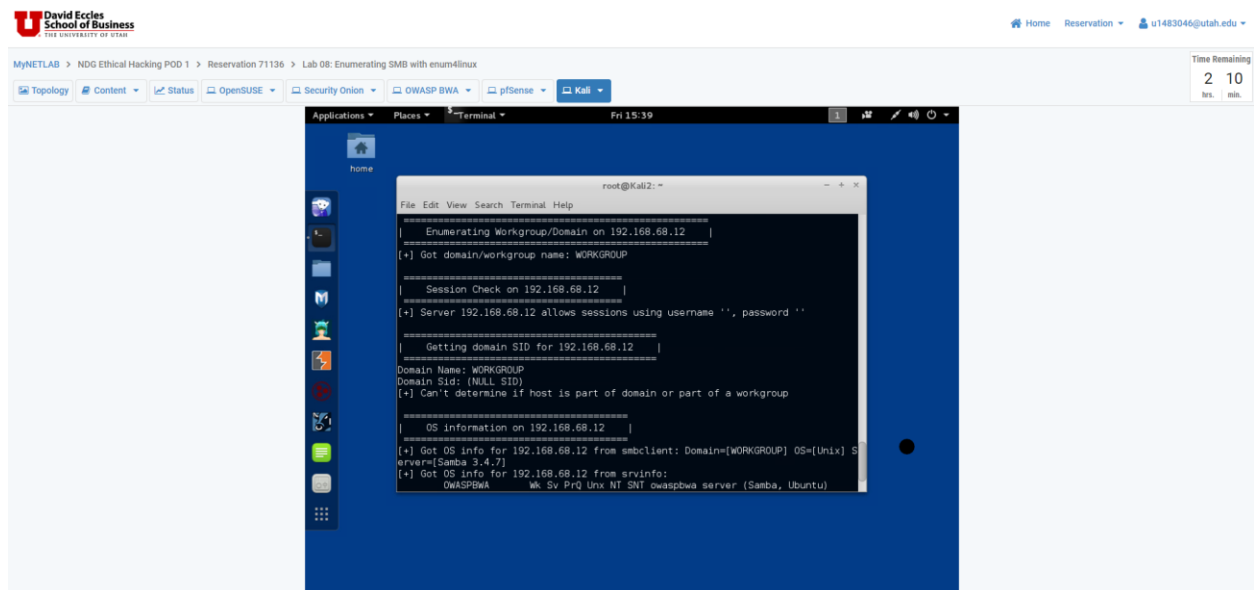 David Eccles
School of Business
THE UNIVERSITY OF UTAH
Home Reservation u1483046@utah.edu
MyNETLAB > NDG Ethical Hacking POD 1 > Reservation 71136 > Lab 08: Enumerating SMB with enum4linux
Time Remaining
2 10
hrs. min.
Topology Content Status OpenSUSE Security Onion OWASP BWA pfSense Kali
Applications Places Terminal Fri 15:39 1
home
root@Kali2: ~
File Edit View Search Terminal Help
| Enumerating Workgroup/Domain on 192.168.68.12 |
[+] Got domain/workgroup name: WORKGROUP
| Session Check on 192.168.68.12 |
[+] Server 192.168.68.12 allows sessions using username '', password ''
| Getting domain SID for 192.168.68.12 |
Domain Name: WORKGROUP
Domain Sid: (NULL SID)
[+] Can't determine if host is part of domain or part of a workgroup
| OS information on 192.168.68.12 |
[+] Got OS info for 192.168.68.12 from smbclient: Domain=[WORKGROUP] OS=[Unix] S
erver=[Samba 3.4.7]
[+] Got OS info for 192.168.68.12 from srvinfo:
OWASPBWA Wk Sv PrQ Unx NT SNT owaspbwa server (Samba, Ubuntu)